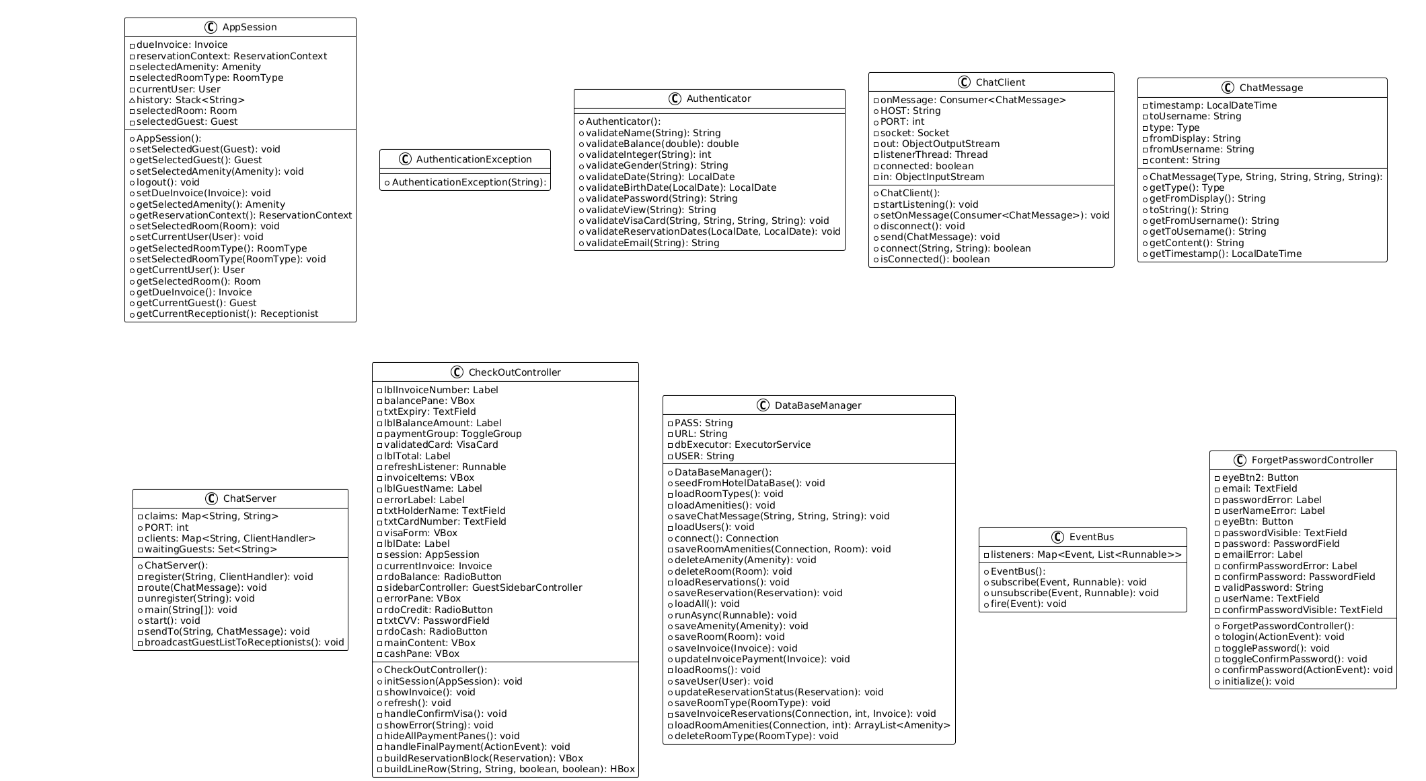 AppSession
dueInvoice: Invoice
reservationContext: ReservationContext
selectedAmenity: Amenity
selectedRoomType: RoomType
currentUser: User
history: Stack<String>
selectedRoom: Room
selectedGuest: Guest
AppSession():
setSelectedGuest(Guest): void
getSelectedGuest(): Guest
setSelectedAmenity(Amenity): void
logout(): void
setDueInvoice(Invoice): void
getSelectedAmenity(): Amenity
getReservationContext(): ReservationContext
setSelectedRoom(Room): void
setCurrentUser(User): void
getSelectedRoomType(): RoomType
setSelectedRoomType(RoomType): void
getCurrentUser(): User
getSelectedRoom(): Room
getDueInvoice(): Invoice
getCurrentGuest(): Guest
getCurrentReceptionist(): Receptionist
AuthenticationException
AuthenticationException(String):
Authenticator
Authenticator():
validateName(String): String
validateBalance(double): double
validateInteger(String): int
validateGender(String): String
validateDate(String): LocalDate
validateBirthDate(LocalDate): LocalDate
validatePassword(String): String
validateView(String): String
validateVisaCard(String, String, String, String): void
validateReservationDates(LocalDate, LocalDate): void
validateEmail(String): String
ChatClient
onMessage: Consumer<ChatMessage>
HOST: String
PORT: int
socket: Socket
out: ObjectOutputStream
listenerThread: Thread
connected: boolean
in: ObjectInputStream
ChatClient():
startListening(): void
setOnMessage(Consumer<ChatMessage>): void
disconnect(): void
send(ChatMessage): void
connect(String, String): boolean
isConnected(): boolean
ChatMessage
timestamp: LocalDateTime
toUsername: String
type: Type
fromDisplay: String
fromUsername: String
content: String
ChatMessage(Type, String, String, String, String):
getType(): Type
getFromDisplay(): String
toString(): String
getFromUsername(): String
getToUsername(): String
getContent(): String
getTimestamp(): LocalDateTime
ChatServer
claims: Map<String, String>
PORT: int
clients: Map<String, ClientHandler>
waitingGuests: Set<String>
ChatServer():
register(String, ClientHandler): void
route(ChatMessage): void
unregister(String): void
main(String[]): void
start(): void
sendTo(String, ChatMessage): void
broadcastGuestListToReceptionists(): void
CheckOutController
lblInvoiceNumber: Label
balancePane: VBox
txtExpiry: TextField
lblBalanceAmount: Label
paymentGroup: ToggleGroup
validatedCard: VisaCard
lblTotal: Label
refreshListener: Runnable
invoiceItems: VBox
lblGuestName: Label
errorLabel: Label
txtHolderName: TextField
txtCardNumber: TextField
visaForm: VBox
lblDate: Label
session: AppSession
currentInvoice: Invoice
rdoBalance: RadioButton
sidebarController: GuestSidebarController
errorPane: VBox
rdoCredit: RadioButton
txtCVV: PasswordField
rdoCash: RadioButton
mainContent: VBox
cashPane: VBox
CheckOutController():
initSession(AppSession): void
showInvoice(): void
refresh(): void
handleConfirmVisa(): void
showError(String): void
hideAllPaymentPanes(): void
handleFinalPayment(ActionEvent): void
buildReservationBlock(Reservation): VBox
buildLineRow(String, String, boolean, boolean): HBox
DataBaseManager
PASS: String
URL: String
dbExecutor: ExecutorService
USER: String
DataBaseManager():
seedFromHotelDataBase(): void
loadRoomTypes(): void
loadAmenities(): void
saveChatMessage(String, String, String): void
loadUsers(): void
connect(): Connection
saveRoomAmenities(Connection, Room): void
deleteAmenity(Amenity): void
deleteRoom(Room): void
loadReservations(): void
saveReservation(Reservation): void
loadAll(): void
runAsync(Runnable): void
saveAmenity(Amenity): void
saveRoom(Room): void
saveInvoice(Invoice): void
updateInvoicePayment(Invoice): void
loadRooms(): void
saveUser(User): void
updateReservationStatus(Reservation): void
saveRoomType(RoomType): void
saveInvoiceReservations(Connection, int, Invoice): void
loadRoomAmenities(Connection, int): ArrayList<Amenity>
deleteRoomType(RoomType): void
EventBus
listeners: Map<Event, List<Runnable>>
EventBus():
subscribe(Event, Runnable): void
unsubscribe(Event, Runnable): void
fire(Event): void
ForgetPasswordController
eyeBtn2: Button
email: TextField
passwordError: Label
userNameError: Label
eyeBtn: Button
passwordVisible: TextField
password: PasswordField
emailError: Label
confirmPasswordError: Label
confirmPassword: PasswordField
validPassword: String
userName: TextField
confirmPasswordVisible: TextField
ForgetPasswordController():
tologin(ActionEvent): void
togglePassword(): void
toggleConfirmPassword(): void
confirmPassword(ActionEvent): void
initialize(): void